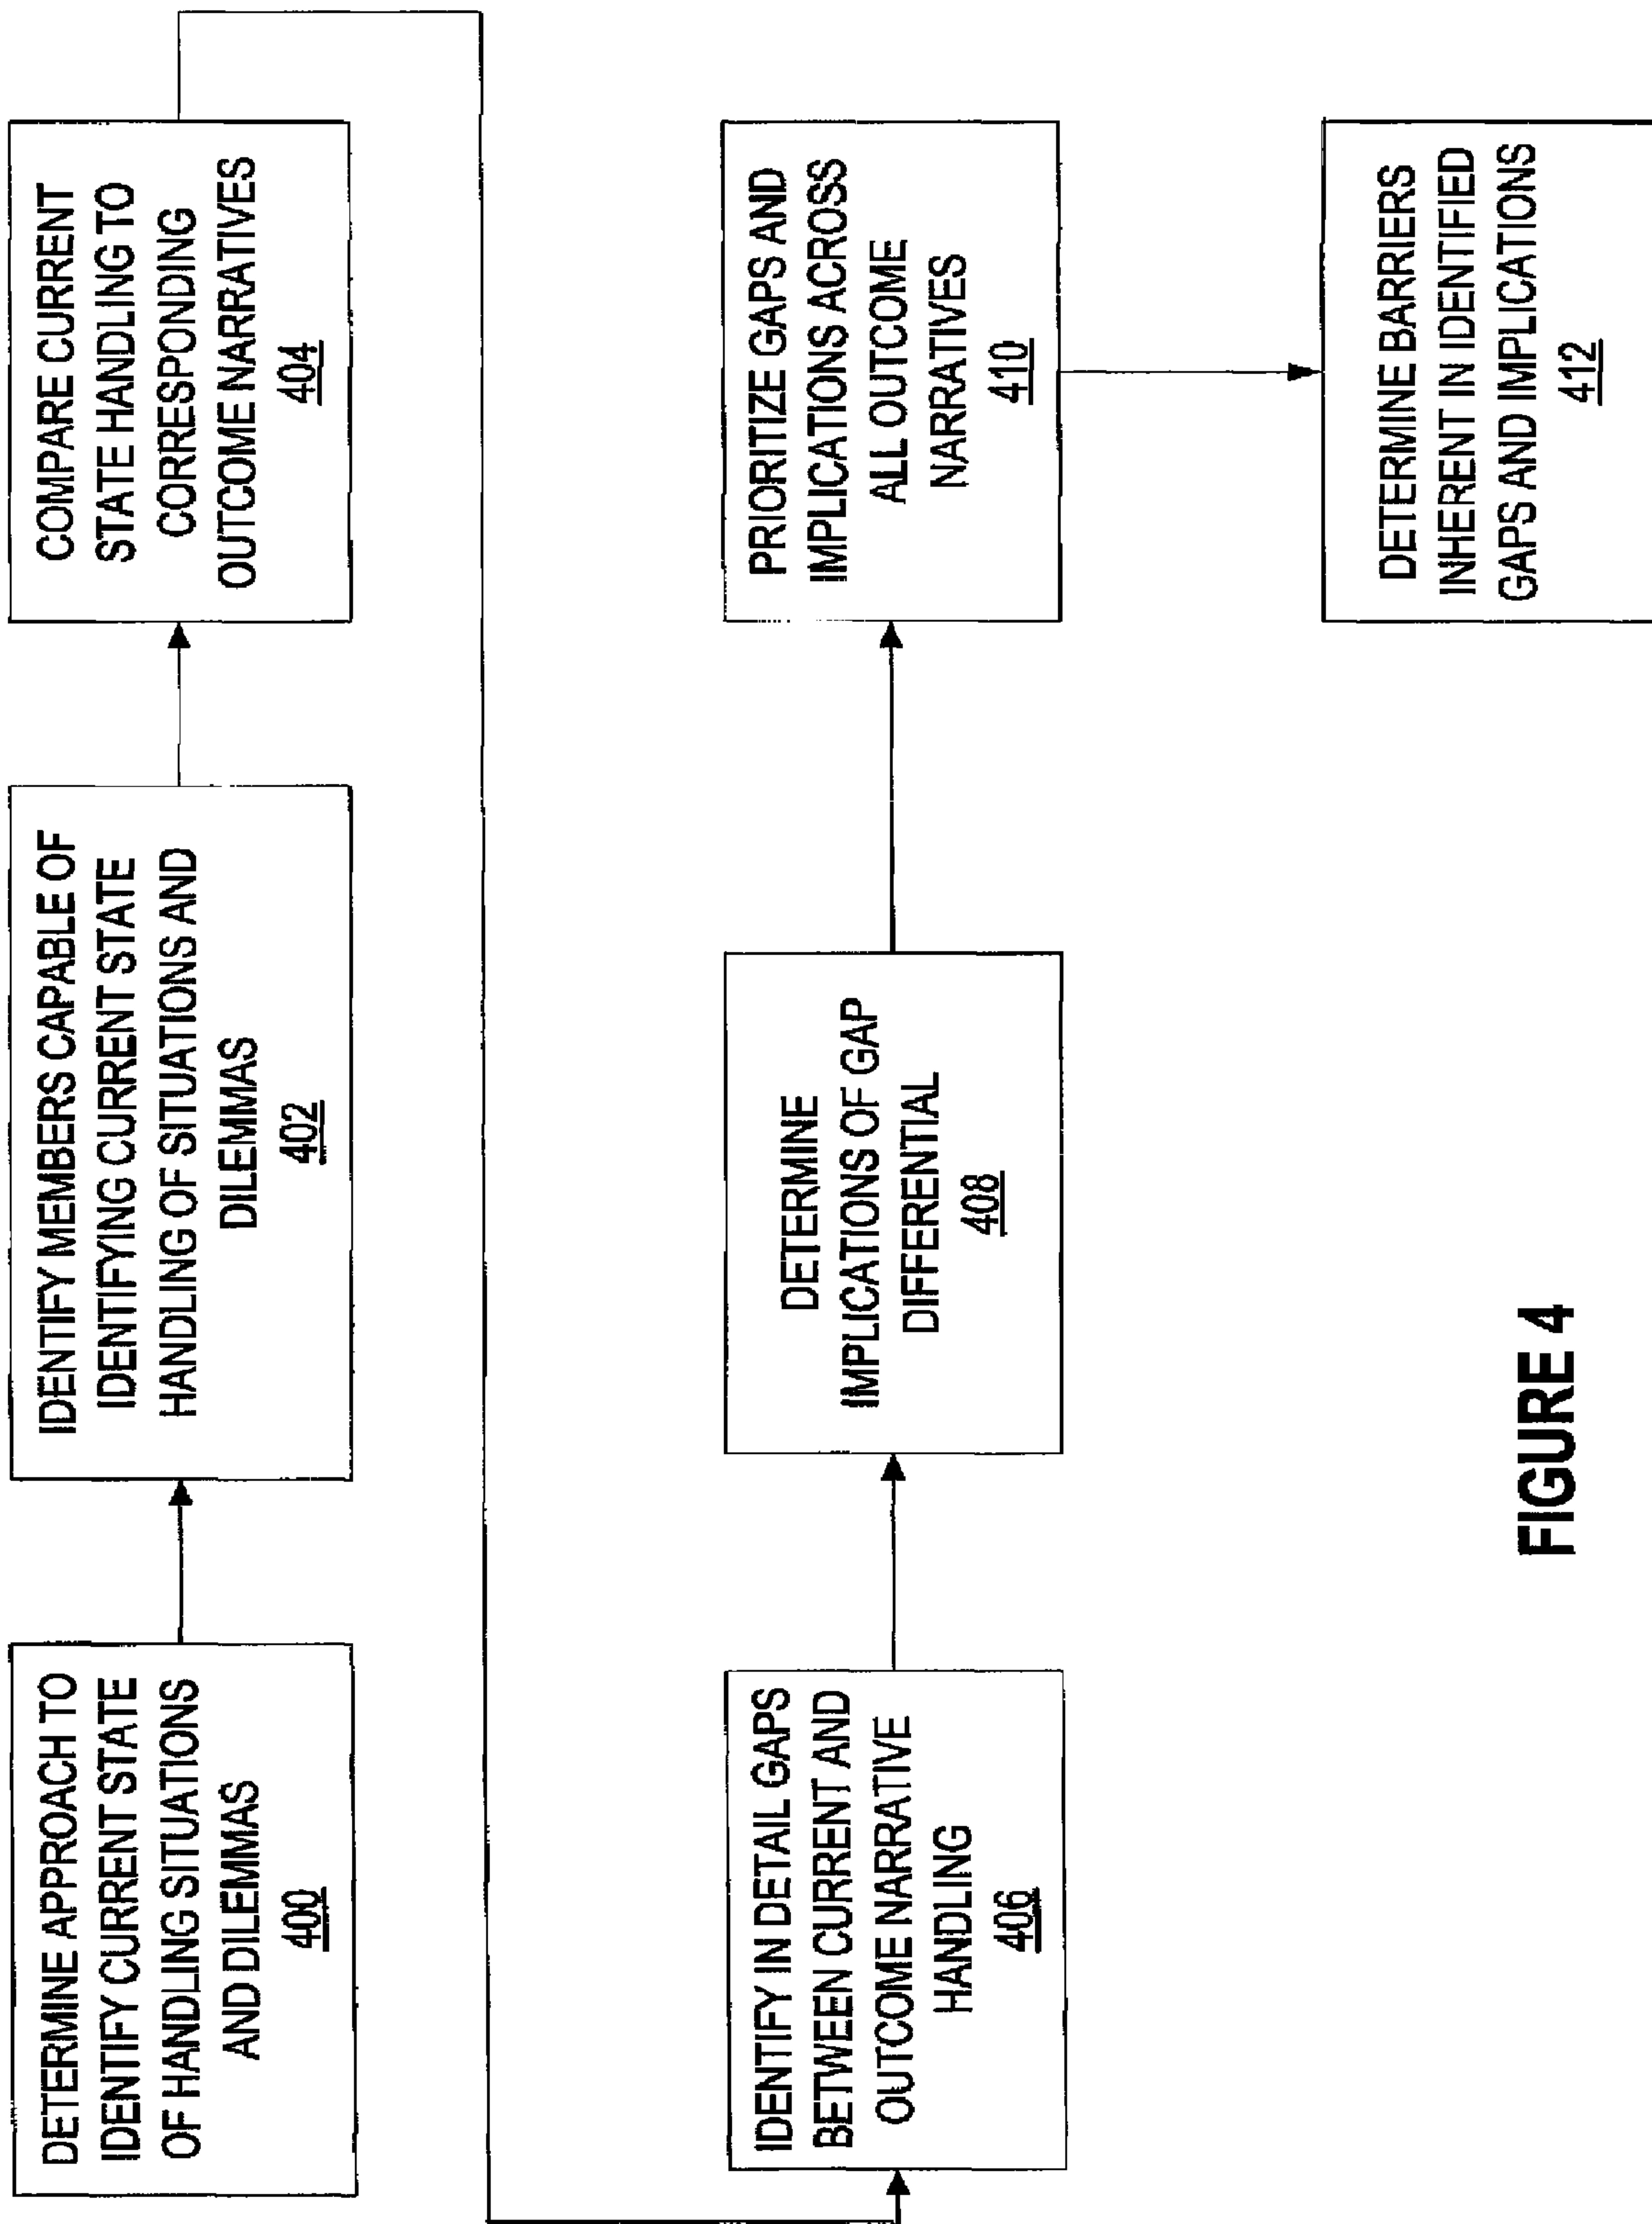 DETERMINE APPROACH TO
IDENTIFY CURRENT STATE
OF HANDLING SITUATIONS
AND DILEMMAS
400
IDENTIFY MEMBERS CAPABLE OF
IDENTIFYING CURRENT STATE
HANDLING OF SITUATIONS AND
DILEMMAS
402
COMPARE CURRENT
STATE HANDLING TO
CORRESPONDING
OUTCOME NARRATIVES
404
IDENTIFY IN DETAIL GAPS
BETWEEN CURRENT AND
OUTCOME NARRATIVE
HANDLING
406
DETERMINE
IMPLICATIONS OF GAP
DIFFERENTIAL
408
PRIORITIZE GAPS AND
IMPLICATIONS ACROSS
ALL OUTCOME
NARRATIVES
410
DETERMINE BARRIERS
INHERENT IN IDENTIFIED
GAPS AND IMPLICATIONS
412
FIGURE 4